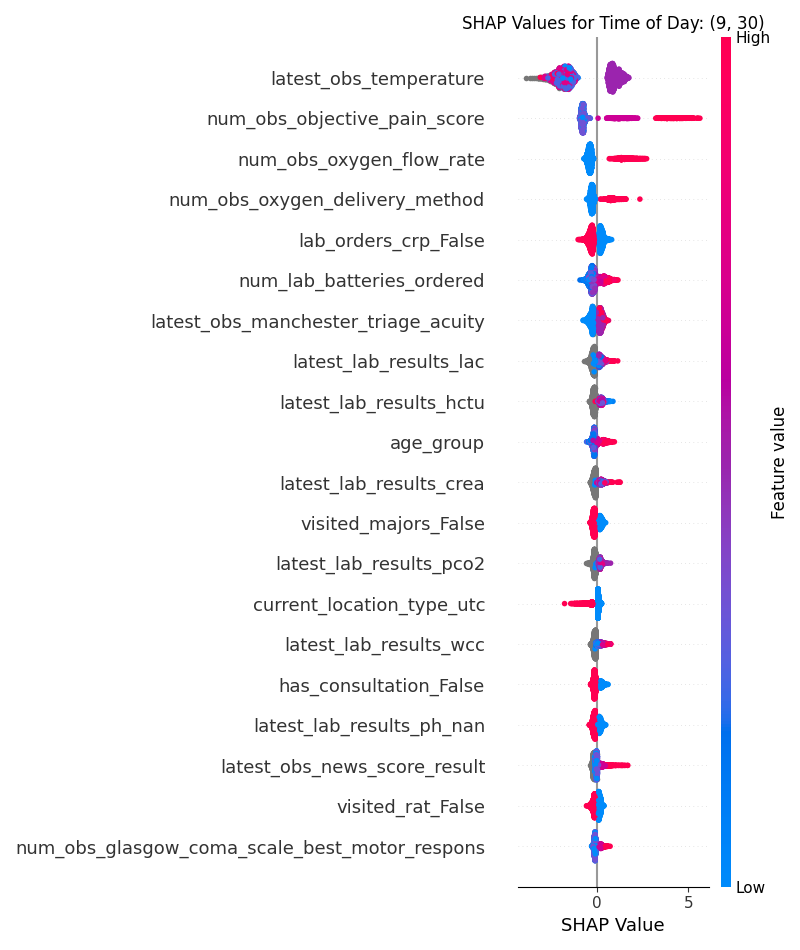 SHAP Values for Time of Day: (9, 30)
High
latest_obs_temperature
num_obs_objective_pain_score
num_obs_oxygen_flow_rate
num_obs_oxygen_delivery_method
lab_orders_crp_False
num_lab_batteries_ordered
latest_obs_manchester_triage_acuity
latest_lab_results_lac
latest_lab_results_hctu
age_group
latest_lab_results_crea
visited_majors_False
latest_lab_results_pco2
current_location_type_utc
latest_lab_results_wcc
has_consultation_False
latest_lab_results_ph_nan
latest_obs_news_score_result
visited_rat_False
num_obs_glasgow_coma_scale_best_motor_respons
Feature value
Low
0 5
SHAP Value